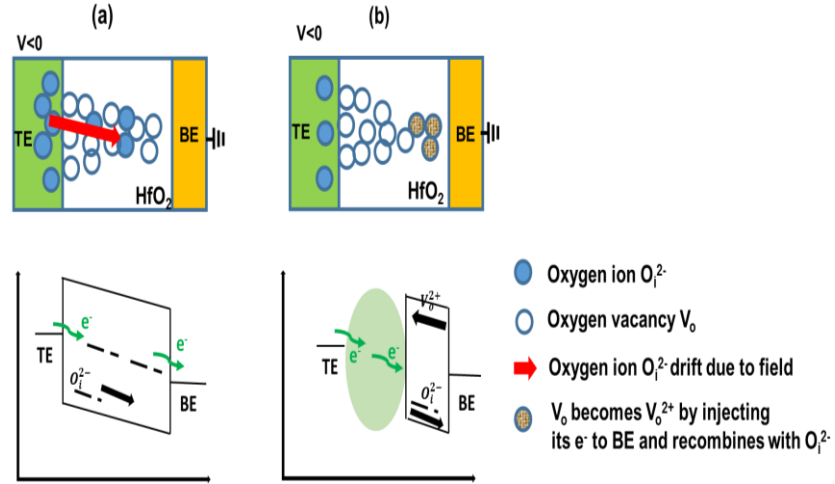 (a)
(b)
V<0
V<0
TE
BE
HfO₂
TE
BE
HfO₂
e⁻
e⁻
TE
BE
Oᵢ²⁻
Vₒ²⁺
e⁻
e⁻
TE
BE
Oᵢ²⁻
Oxygen ion Oᵢ²⁻
Oxygen vacancy Vₒ
Oxygen ion Oᵢ²⁻ drift due to field
Vₒ becomes Vₒ²⁺ by injecting
its e⁻ to BE and recombines with Oᵢ²⁻